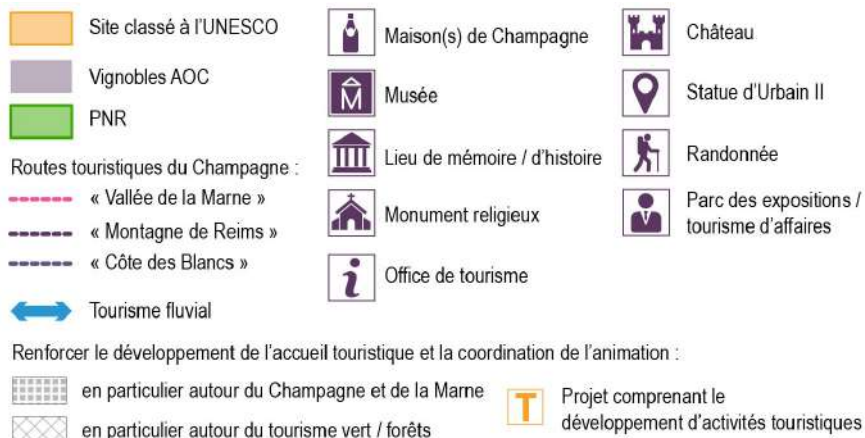 Site classé à l'UNESCO
Vignobles AOC
PNR
Routes touristiques du Champagne :
« Vallée de la Marne »
« Montagne de Reims »
« Côte des Blancs »
Tourisme fluvial
Maison(s) de Champagne
M
Musée
Lieu de mémoire / d'histoire
Monument religieux
i
Office de tourisme
Château
Statue d'Urbain II
Randonnée
Parc des expositions /
tourisme d'affaires
Renforcer le développement de l'accueil touristique et la coordination de l'animation :
en particulier autour du Champagne et de la Marne
en particulier autour du tourisme vert / forêts
T
Projet comprenant le
développement d'activités touristiques